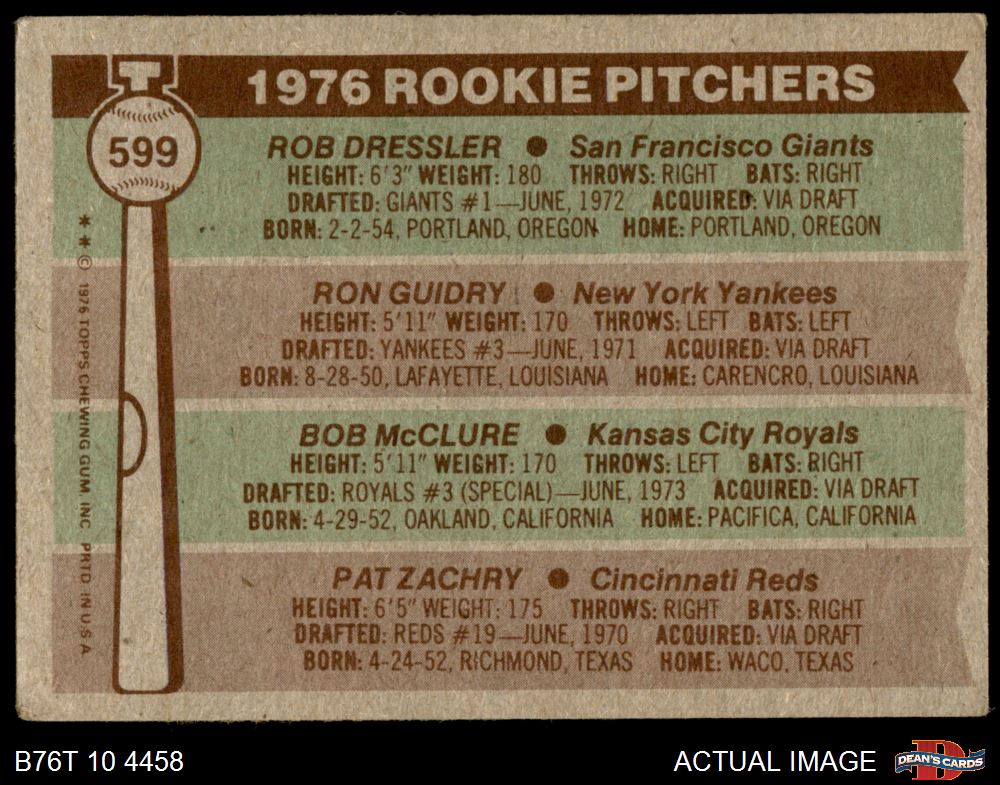 T
1976 ROOKIE PITCHERS
599
ROB DRESSLER ● San Francisco Giants
HEIGHT: 6'3" WEIGHT: 180 THROWS: RIGHT BATS: RIGHT
DRAFTED: GIANTS #1—JUNE, 1972 ACQUIRED: VIA DRAFT
BORN: 2-2-54, PORTLAND, OREGON HOME: PORTLAND, OREGON
RON GUIDRY ● New York Yankees
HEIGHT: 5'11" WEIGHT: 170 THROWS: LEFT BATS: LEFT
DRAFTED: YANKEES #3—JUNE, 1971 ACQUIRED: VIA DRAFT
BORN: 8-28-50, LAFAYETTE, LOUISIANA HOME: CARENCRO, LOUISIANA
BOB McCLURE ● Kansas City Royals
HEIGHT: 5'11" WEIGHT: 170 THROWS: LEFT BATS: RIGHT
DRAFTED: ROYALS #3 (SPECIAL)—JUNE, 1973 ACQUIRED: VIA DRAFT
BORN: 4-29-52, OAKLAND, CALIFORNIA HOME: PACIFICA, CALIFORNIA
PAT ZACHRY ● Cincinnati Reds
HEIGHT: 6'5" WEIGHT: 175 THROWS: RIGHT BATS: RIGHT
DRAFTED: REDS #19—JUNE, 1970 ACQUIRED: VIA DRAFT
BORN: 4-24-52, RICHMOND, TEXAS HOME: WACO, TEXAS
* * © 1976 TOPPS CHEWING GUM, INC. PRTD. IN U.S.A.
B76T 10 4458
ACTUAL IMAGE
D
DEAN'S CARDS